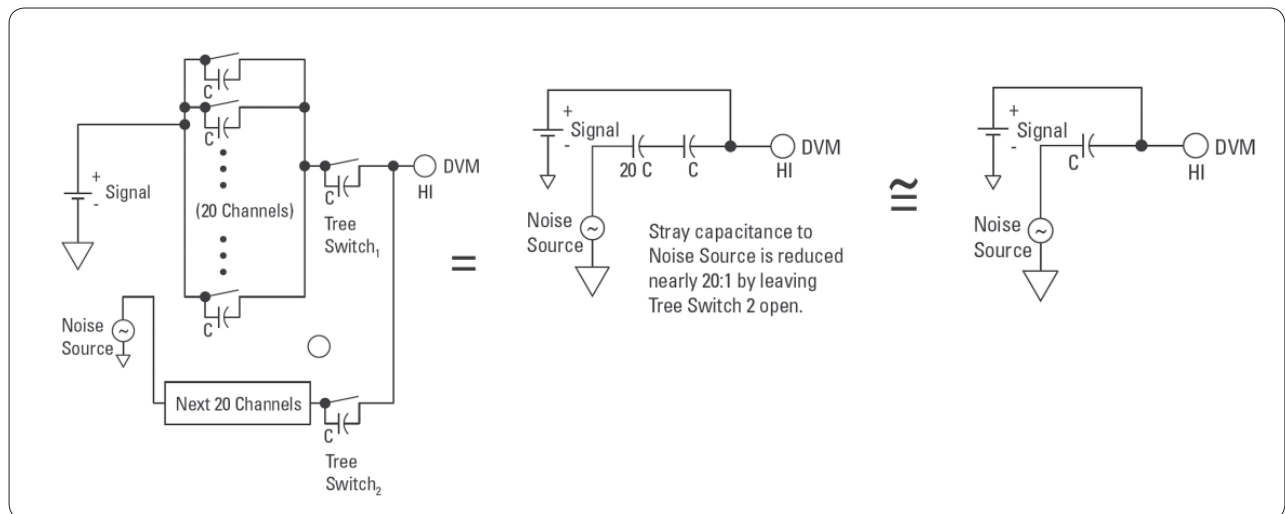 C
C
+
Signal
-
(20 Channels)
C
DVM
HI
Tree
Switch1
C
Noise
Source
~
Next 20 Channels
C
Tree
Switch2
=
+
Signal
-
20 C
C
DVM
HI
Noise
Source
~
Stray capacitance to
Noise Source is reduced
nearly 20:1 by leaving
Tree Switch 2 open.
≅
+
Signal
-
C
DVM
HI
Noise
Source
~